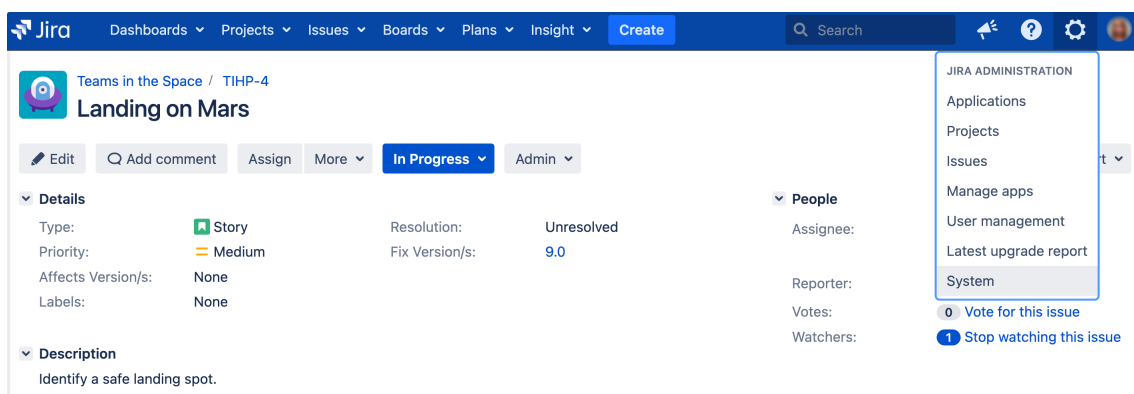 Jira Dashboards Projects Issues Boards Plans Insight Create Search
Teams in the Space / TIHP-4
Landing on Mars
Edit Add comment Assign More In Progress Admin rt
JIRA ADMINISTRATION
Applications
Projects
Issues
Manage apps
User management
Latest upgrade report
System
Details
Type: Story Resolution: Unresolved
Priority: Medium Fix Version/s: 9.0
Affects Version/s: None
Labels: None
People
Assignee:
Reporter:
Votes: 0 Vote for this issue
Watchers: 1 Stop watching this issue
Description
Identify a safe landing spot.